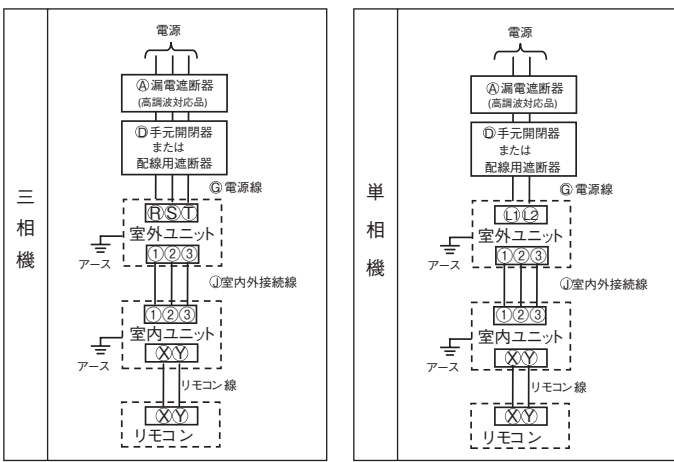 三相機
電源
Ⓐ漏電遮断器
(高調波対応品)
Ⓓ手元開閉器
または
配線用遮断器
Ⓖ電源線
ⓇⓈⓉ
室外ユニット
①②③
アース
Ⓙ室内外接続線
①②③
室内ユニット
ⓍⓎ
アース
リモコン線
ⓍⓎ
リモコン
単相機
電源
Ⓐ漏電遮断器
(高調波対応品)
Ⓓ手元開閉器
または
配線用遮断器
Ⓖ電源線
L1 L2
室外ユニット
①②③
アース
Ⓙ室内外接続線
①②③
室内ユニット
ⓍⓎ
アース
リモコン線
ⓍⓎ
リモコン